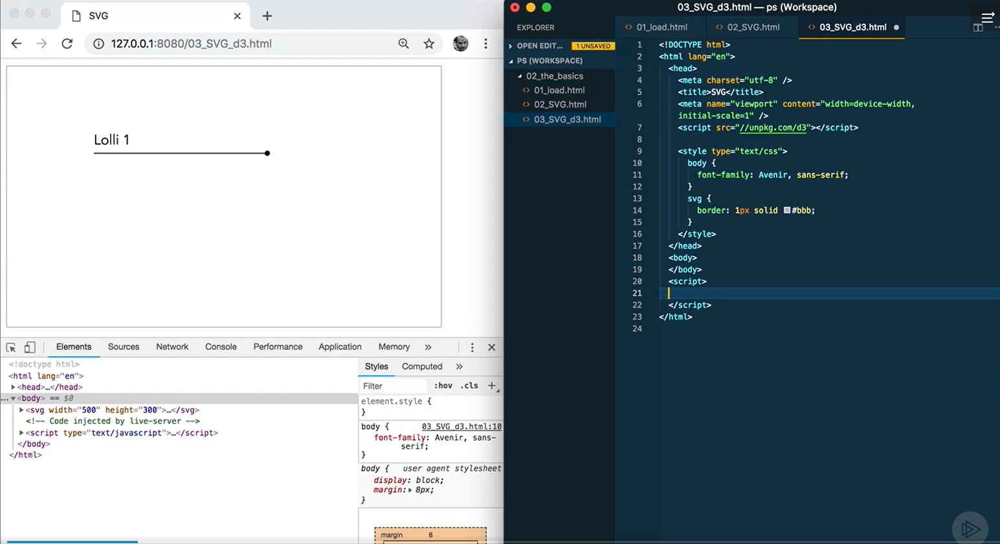 SVG
127.0.0.1:8080/03_SVG_d3.html
Lolli 1
Elements Sources Network Console Performance Application Memory »
<!doctype html>
<html lang="en">
<head>…</head>
…<body> == $0
<svg width="500" height="300">…</svg>
<!-- Code injected by live-server -->
<script type="text/javascript">…</script>
</body>
</html>
Styles Computed »
Filter :hov .cls +
element.style {
}
body { 03_SVG_d3.html:10
font-family: Avenir, sans-
serif;
}
body { user agent stylesheet
display: block;
margin: 8px;
}
margin 8
03_SVG_d3.html — ps (Workspace)
EXPLORER
OPEN EDIT... 1 UNSAVED
PS (WORKSPACE)
02_the_basics
<> 01_load.html
<> 02_SVG.html
<> 03_SVG_d3.html
<> 01_load.html <> 02_SVG.html <> 03_SVG_d3.html
1 <!DOCTYPE html>
2 <html lang="en">
3 <head>
4 <meta charset="utf-8" />
5 <title>SVG</title>
6 <meta name="viewport" content="width=device-width,
initial-scale=1" />
7 <script src="//unpkg.com/d3"></script>
8
9 <style type="text/css">
10 body {
11 font-family: Avenir, sans-serif;
12 }
13 svg {
14 border: 1px solid #bbb;
15 }
16 </style>
17 </head>
18 <body>
19 </body>
20 <script>
21
22 </script>
23 </html>
24